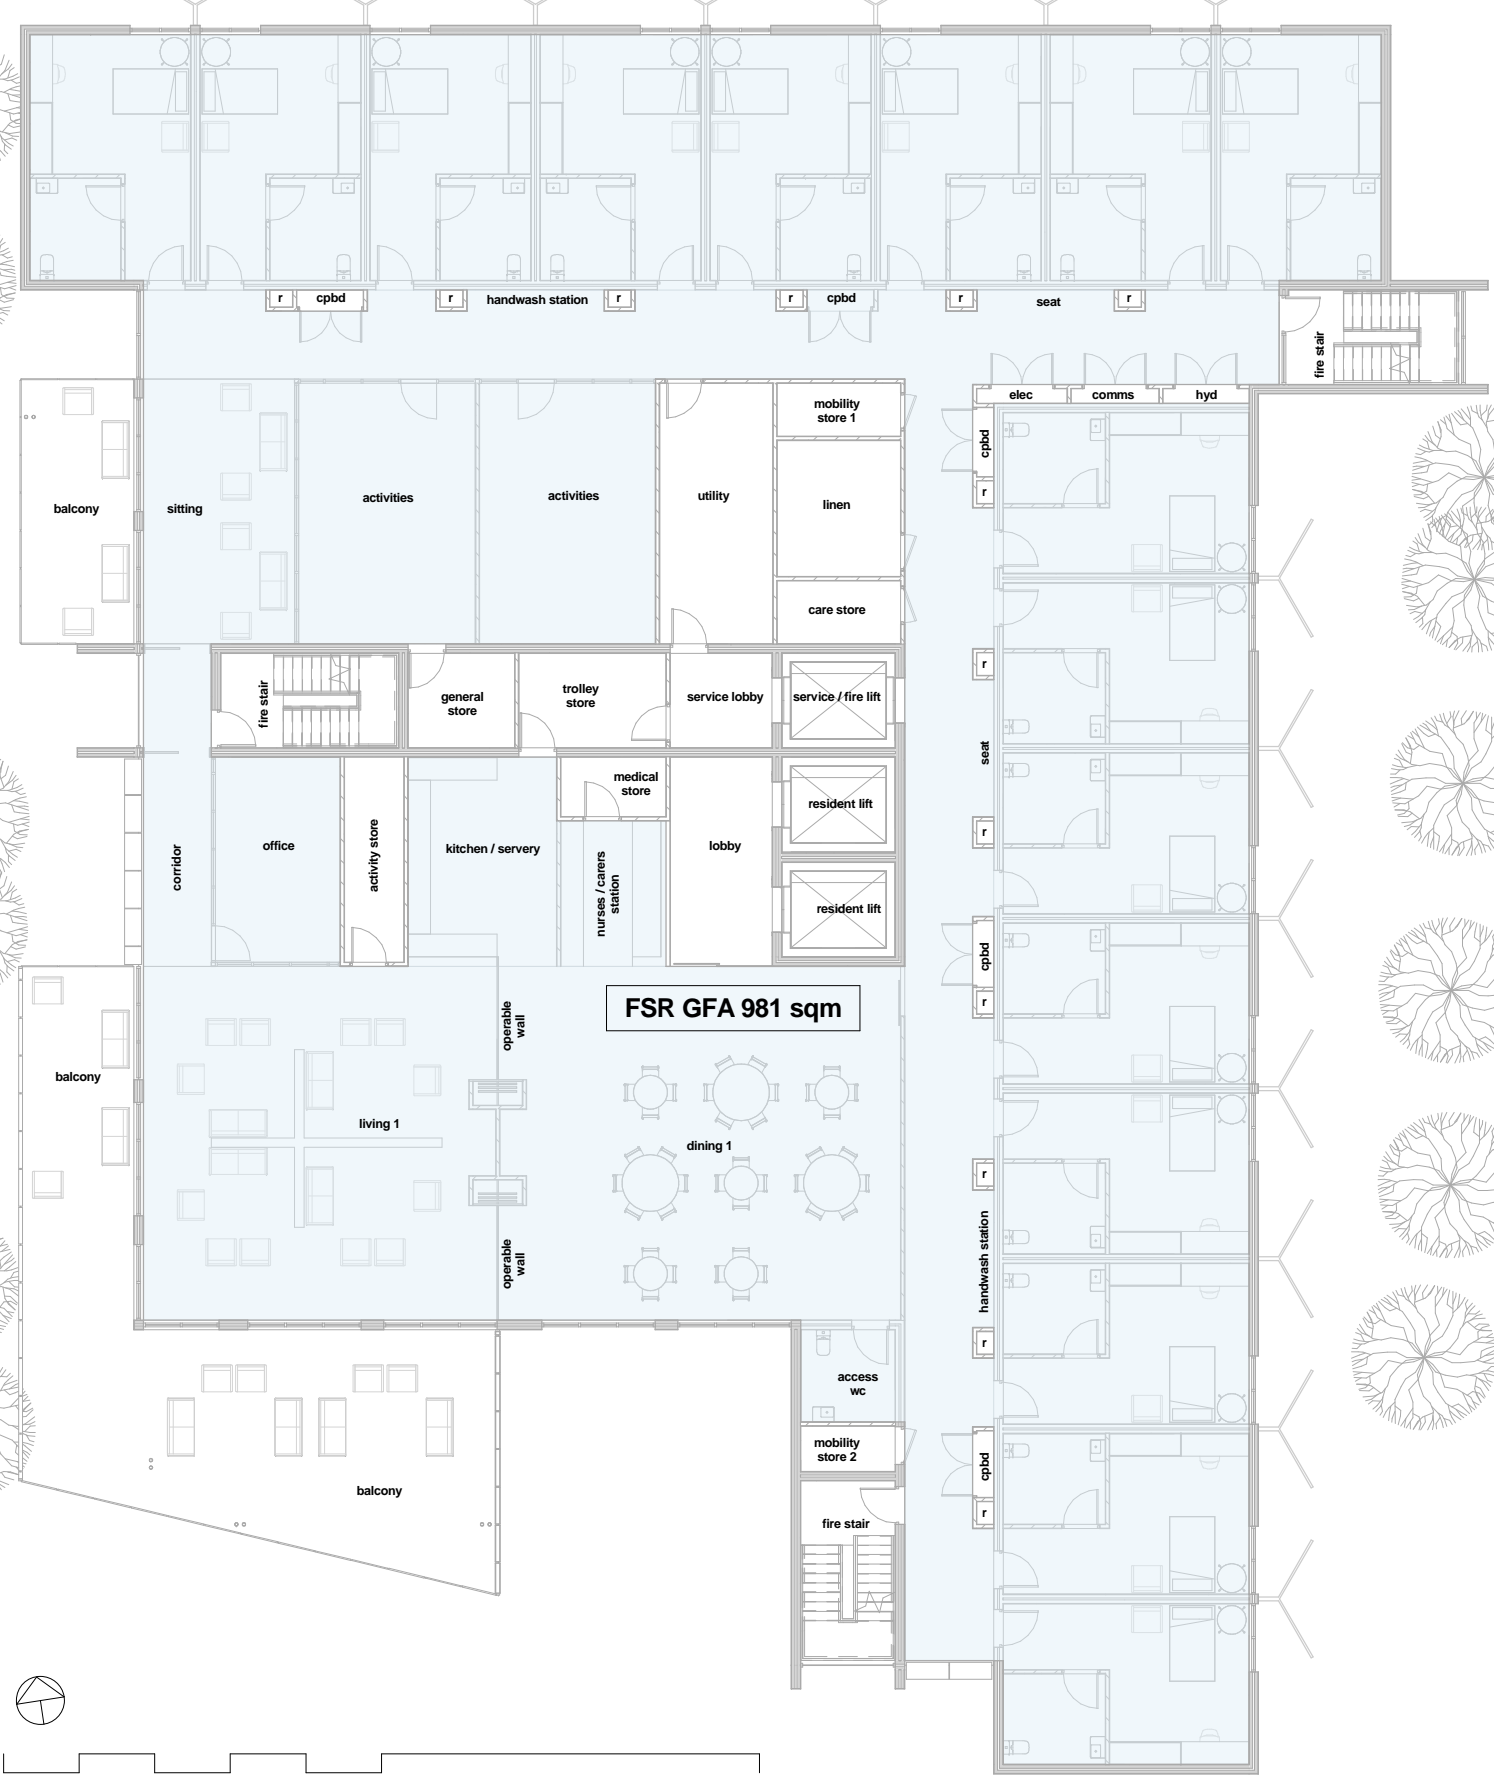 r
cpbd
r
handwash station
r
r
cpbd
r
seat
r
fire stair
elec
comms
hyd
mobility
store 1
cpbd
r
balcony
sitting
activities
activities
utility
linen
care store
fire stair
general
store
trolley
store
service lobby
service / fire lift
r
seat
medical
store
resident lift
r
corridor
office
activity store
kitchen / servery
nurses / carers
station
lobby
resident lift
cpbd
r
FSR GFA 981 sqm
operable
wall
balcony
living 1
dining 1
r
handwash station
operable
wall
r
access
wc
mobility
store 2
cpbd
r
balcony
fire stair